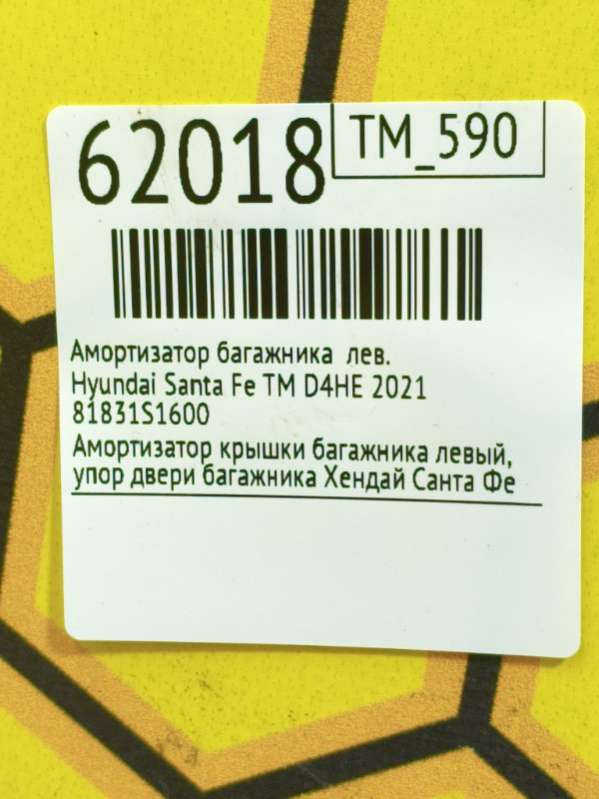 62018
TM_590
Амортизатор багажника лев.
Hyundai Santa Fe TM D4HE 2021
81831S1600
Амортизатор крышки багажника левый,
упор двери багажника Хендай Санта Фе